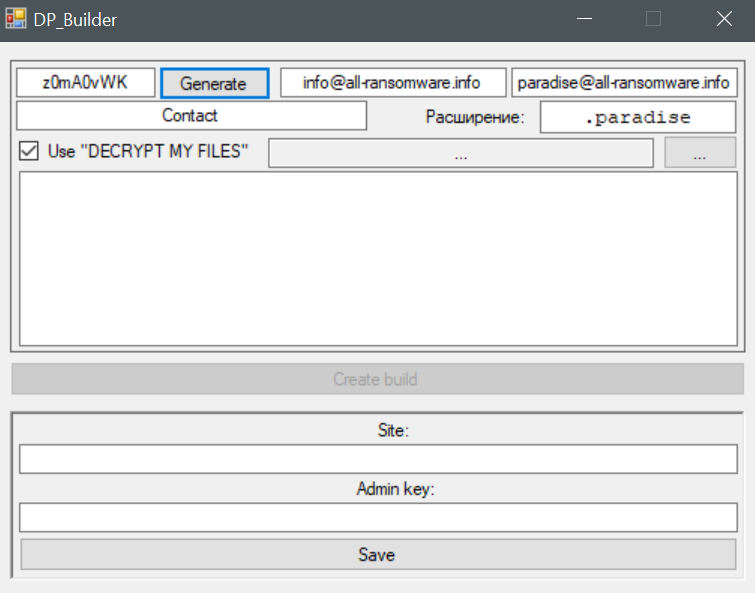 DP_Builder
z0mA0vWK Generate info@all-ransomware.info paradise@all-ransomware.info
Contact Расширение: .paradise
Use "DECRYPT MY FILES" ... ...
Create build
Site:
Admin key:
Save